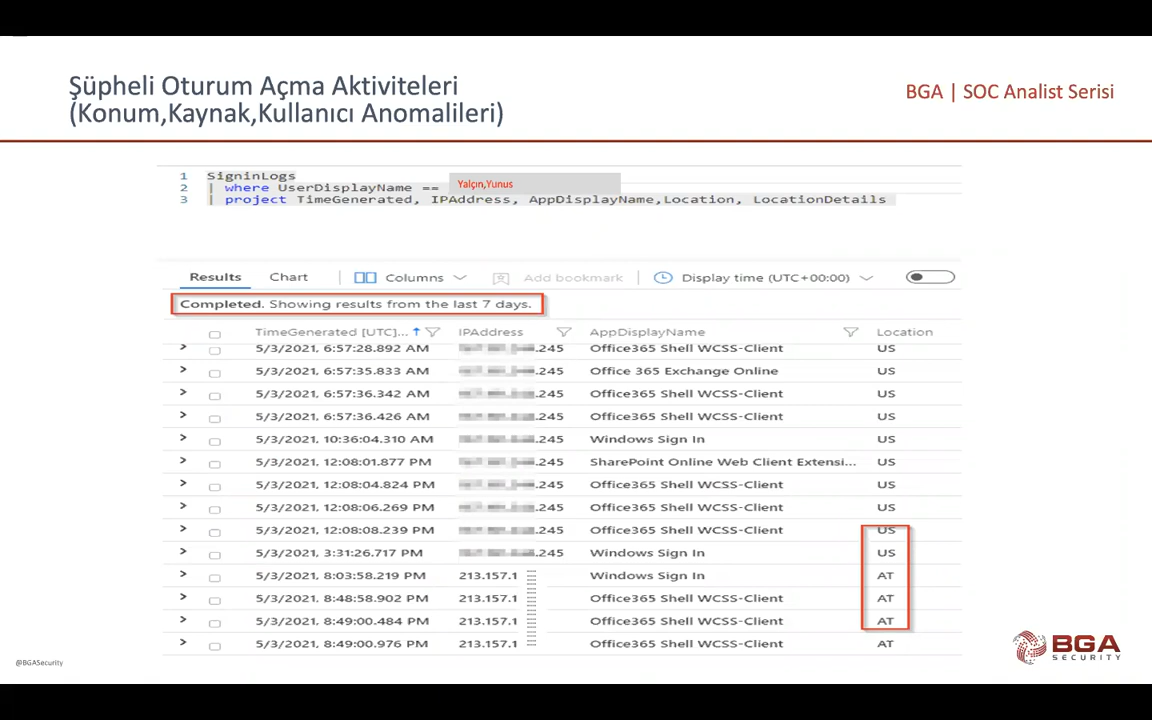 Şüpheli Oturum Açma Aktiviteleri
(Konum,Kaynak,Kullanıcı Anomalileri)
BGA | SOC Analist Serisi
1 SigninLogs
2 | where UserDisplayName == Yalçın,Yunus
3 | project TimeGenerated, IPAddress, AppDisplayName,Location, LocationDetails
Results Chart Columns Add bookmark Display time (UTC+00:00)
Completed. Showing results from the last 7 days.
TimeGenerated [UTC]... IPAddress AppDisplayName Location
5/3/2021, 6:57:28.892 AM .245 Office365 Shell WCSS-Client US
5/3/2021, 6:57:35.833 AM .245 Office 365 Exchange Online US
5/3/2021, 6:57:36.342 AM .245 Office365 Shell WCSS-Client US
5/3/2021, 6:57:36.426 AM .245 Office365 Shell WCSS-Client US
5/3/2021, 10:36:04.310 AM .245 Windows Sign In US
5/3/2021, 12:08:01.877 PM .245 SharePoint Online Web Client Extensi... US
5/3/2021, 12:08:04.824 PM .245 Office365 Shell WCSS-Client US
5/3/2021, 12:08:06.269 PM .245 Office365 Shell WCSS-Client US
5/3/2021, 12:08:08.239 PM .245 Office365 Shell WCSS-Client US
5/3/2021, 3:31:26.717 PM .245 Windows Sign In US
5/3/2021, 8:03:58.219 PM 213.157.1 Windows Sign In AT
5/3/2021, 8:48:58.902 PM 213.157.1 Office365 Shell WCSS-Client AT
5/3/2021, 8:49:00.484 PM 213.157.1 Office365 Shell WCSS-Client AT
5/3/2021, 8:49:00.976 PM 213.157.1 Office365 Shell WCSS-Client AT
@BGASecurity
BGA
SECURITY